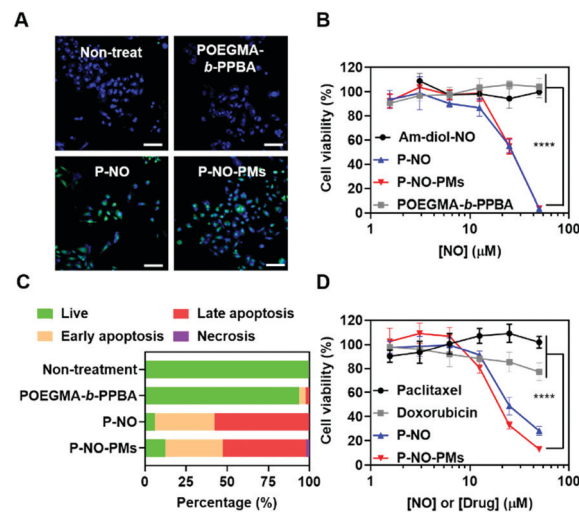 A
Non-treat
POEGMA-
b-PPBA
P-NO
P-NO-PMs
B
Cell viability (%)
120
100
80
60
40
20
0
1
10
100
[NO] (μM)
Am-diol-NO
P-NO
P-NO-PMs
POEGMA-b-PPBA
****
C
Live
Late apoptosis
Early apoptosis
Necrosis
Non-treatment
POEGMA-b-PPBA
P-NO
P-NO-PMs
0 25 50 75 100
Percentage (%)
D
Cell viability (%)
120
100
80
60
40
20
0
1
10
100
[NO] or [Drug] (μM)
Paclitaxel
Doxorubicin
P-NO
P-NO-PMs
****